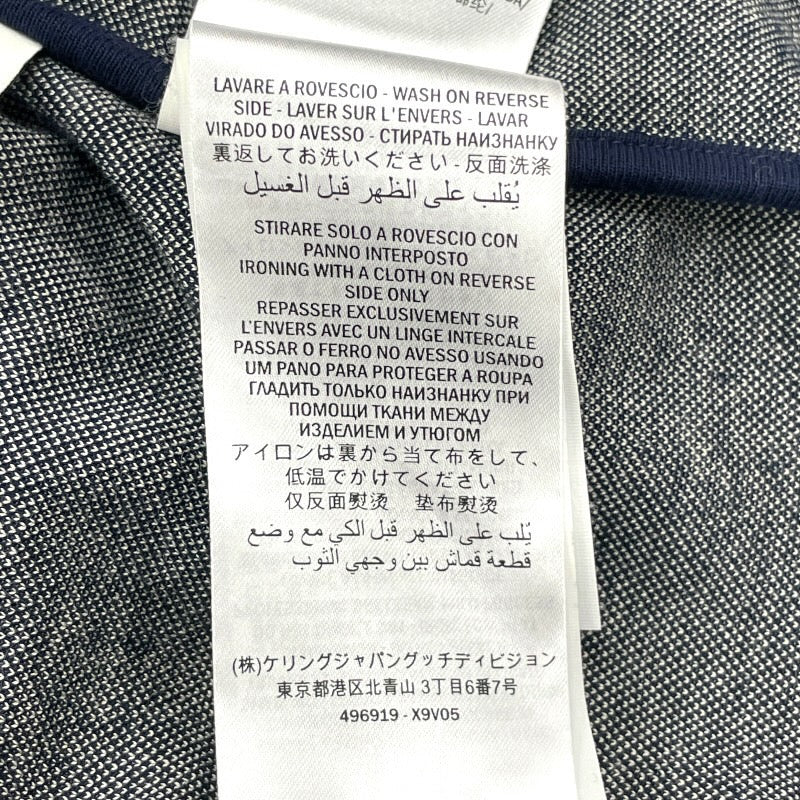 LAVARE A ROVESCIO - WASH ON REVERSE
SIDE - LAVER SUR L'ENVERS - LAVAR
VIRADO DO AVESSO - СТИРАТЬ НАИЗНАНКУ
裏返してお洗いください - 反面洗涤
يُقلب على الظهر قبل الغسيل
STIRARE SOLO A ROVESCIO CON
PANNO INTERPOSTO
IRONING WITH A CLOTH ON REVERSE
SIDE ONLY
REPASSER EXCLUSIVEMENT SUR
L'ENVERS AVEC UN LINGE INTERCALE
PASSAR O FERRO NO AVESSO USANDO
UM PANO PARA PROTEGER A ROUPA
ГЛАДИТЬ ТОЛЬКО НАИЗНАНКУ ПРИ
ПОМОЩИ ТКАНИ МЕЖДУ
ИЗДЕЛИЕМ И УТЮГОМ
アイロンは裏から当て布をして、
低温でかけてください
仅反面熨烫 垫布熨烫
يُلب على الظهر قبل الكي مع وضع
قطعة قماش بين وجهي الثوب
(株)ケリングジャパングッチディビジョン
東京都港区北青山 3丁目6番7号
496919 - X9V05